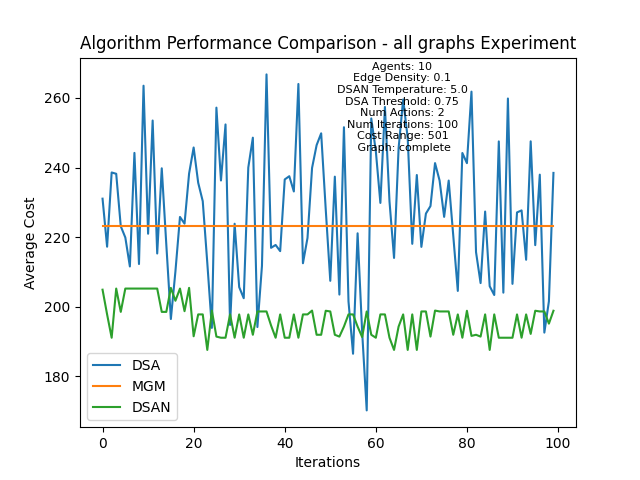 Algorithm Performance Comparison - all graphs Experiment
Agents: 10
Edge Density: 0.1
DSAN Temperature: 5.0
DSA Threshold: 0.75
Num Actions: 2
Num Iterations: 100
Cost Range: 501
Graph: complete
Average Cost
260
240
220
200
180
DSA
MGM
DSAN
0
20
40
60
80
100
Iterations